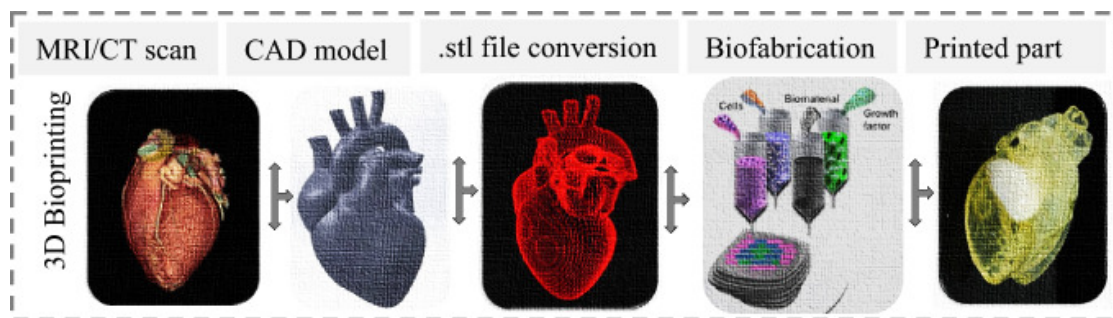 MRI/CT scan
CAD model
.stl file conversion
Biofabrication
Printed part
3D Bioprinting
Cells
Biomaterial
Growth
factor